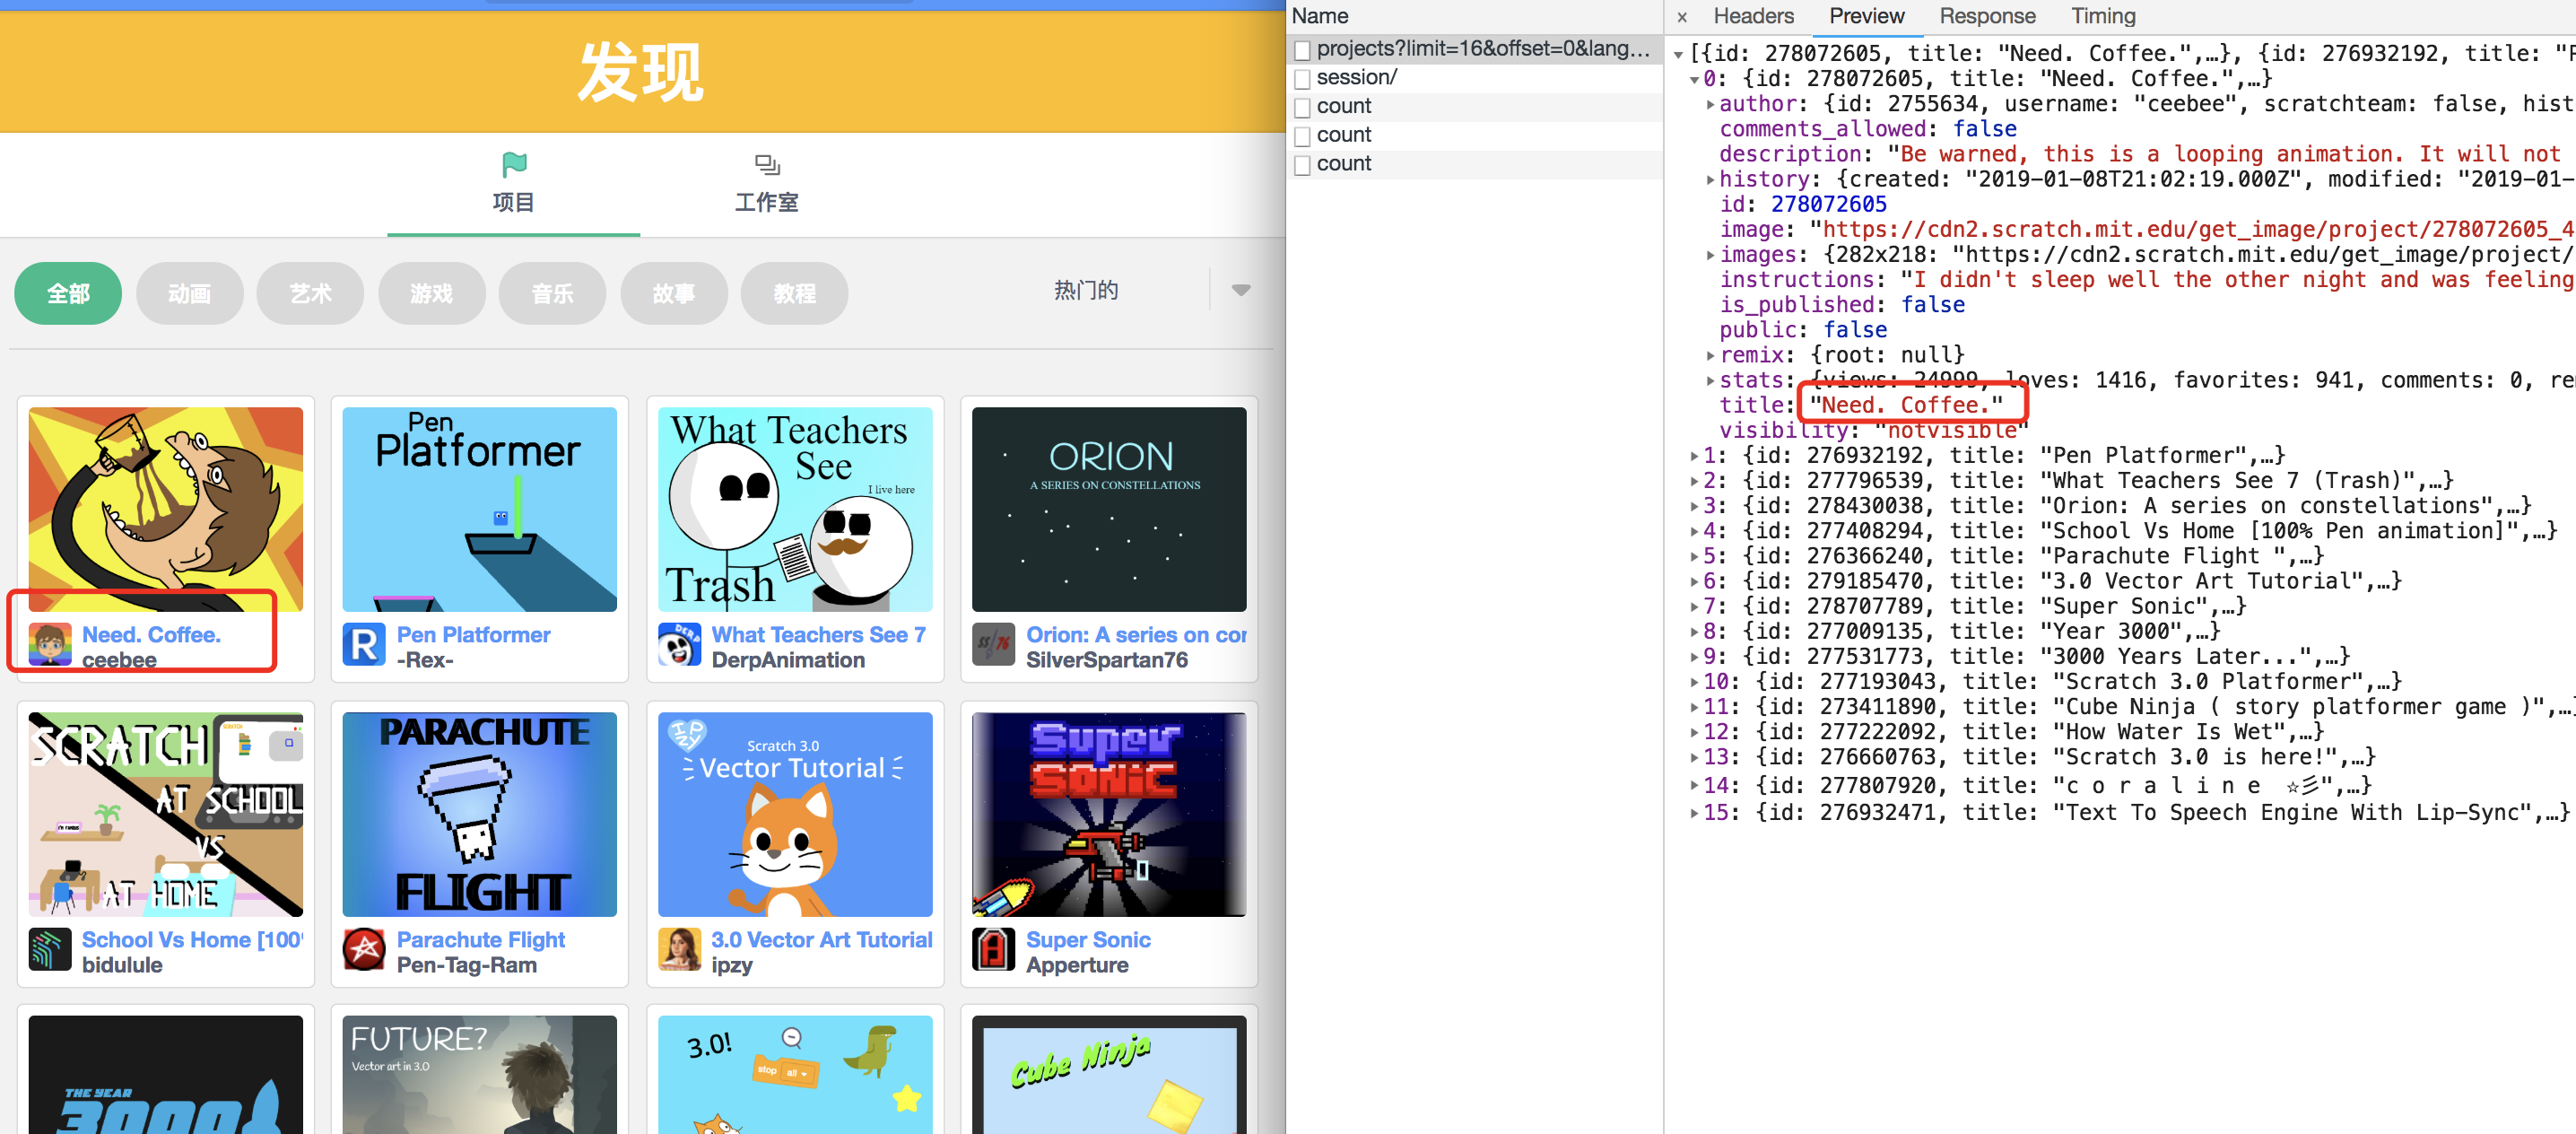 发现
项目
工作室
全部
动画
艺术
游戏
音乐
故事
教程
热门的
Pen
Platformer
What Teachers
See
I live here
Trash
ORION
A SERIES ON CONSTELLATIONS
Need. Coffee.
ceebee
R
Pen Platformer
-Rex-
DERP
What Teachers See 7
DerpAnimation
SS/76
Orion: A series on con
SilverSpartan76
SCRATCH
AT SCHOOL
VS
AT HOME
PARACHUTE
FLIGHT
IPZY
Scratch 3.0
Vector Tutorial
Super
SONIC
School Vs Home [100%
bidulule
Parachute Flight
Pen-Tag-Ram
3.0 Vector Art Tutorial
ipzy
Super Sonic
Apperture
THE YEAR
3000
FUTURE?
Vector art in 3.0
3.0!
stop all
Cube Ninja
Name
projects?limit=16&offset=0&lang…
session/
count
count
count
× Headers Preview Response Timing
[{id: 278072605, title: "Need. Coffee.",…}, {id: 276932192, title: "P
0: {id: 278072605, title: "Need. Coffee.",…}
author: {id: 2755634, username: "ceebee", scratchteam: false, hist
comments_allowed: false
description: "Be warned, this is a looping animation. It will not
history: {created: "2019-01-08T21:02:19.000Z", modified: "2019-01-
id: 278072605
image: "https://cdn2.scratch.mit.edu/get_image/project/278072605_4
images: {282x218: "https://cdn2.scratch.mit.edu/get_image/project/
instructions: "I didn't sleep well the other night and was feeling
is_published: false
public: false
remix: {root: null}
stats: {views: 24999, loves: 1416, favorites: 941, comments: 0, re
title: "Need. Coffee."
visibility: "notvisible"
1: {id: 276932192, title: "Pen Platformer",…}
2: {id: 277796539, title: "What Teachers See 7 (Trash)",…}
3: {id: 278430038, title: "Orion: A series on constellations",…}
4: {id: 277408294, title: "School Vs Home [100% Pen animation]",…}
5: {id: 276366240, title: "Parachute Flight ",…}
6: {id: 279185470, title: "3.0 Vector Art Tutorial",…}
7: {id: 278707789, title: "Super Sonic",…}
8: {id: 277009135, title: "Year 3000",…}
9: {id: 277531773, title: "3000 Years Later...",…}
10: {id: 277193043, title: "Scratch 3.0 Platformer",…}
11: {id: 273411890, title: "Cube Ninja ( story platformer game )",…}
12: {id: 277222092, title: "How Water Is Wet",…}
13: {id: 276660763, title: "Scratch 3.0 is here!",…}
14: {id: 277807920, title: "c o r a l i n e ☆彡",…}
15: {id: 276932471, title: "Text To Speech Engine With Lip-Sync",…}